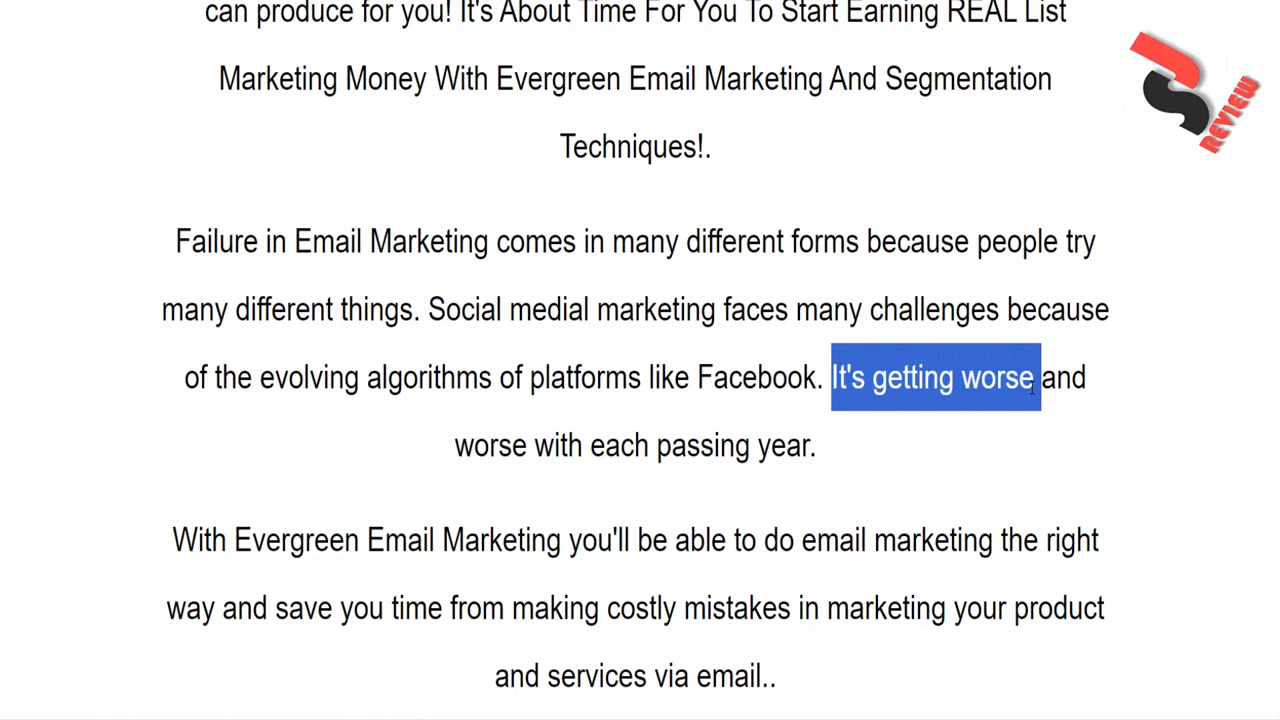 can produce for you! It's About Time For You To Start Earning REAL List
Marketing Money With Evergreen Email Marketing And Segmentation
Techniques!.
Failure in Email Marketing comes in many different forms because people try
many different things. Social medial marketing faces many challenges because
of the evolving algorithms of platforms like Facebook. It's getting worse and
worse with each passing year.
With Evergreen Email Marketing you'll be able to do email marketing the right
way and save you time from making costly mistakes in marketing your product
and services via email..
REVIEW